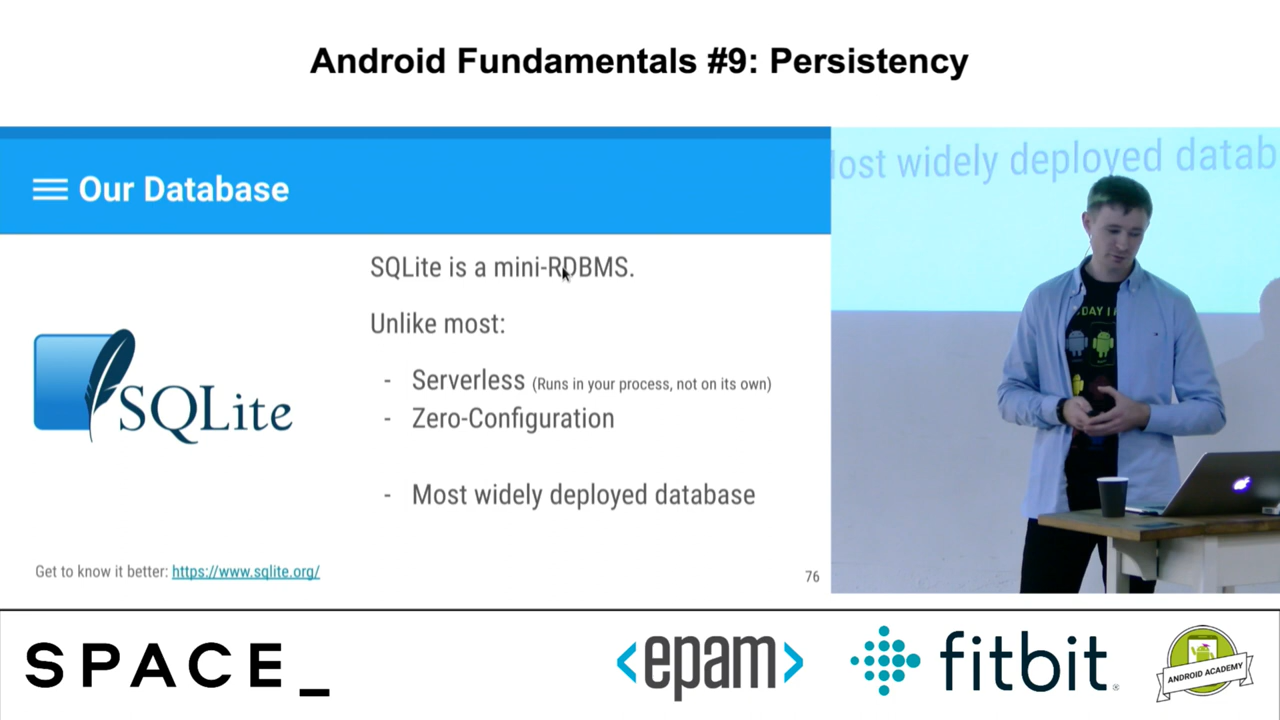 Android Fundamentals #9: Persistency
Our Database
SQLite is a mini-RDBMS.
Unlike most:
- Serverless (Runs in your process, not on its own)
- Zero-Configuration
- Most widely deployed database
SQLite
Get to know it better: https://www.sqlite.org/
76
ost widely deployed datab
DAY I
SPACE_
<epam>
fitbit®
ANDROID ACADEMY